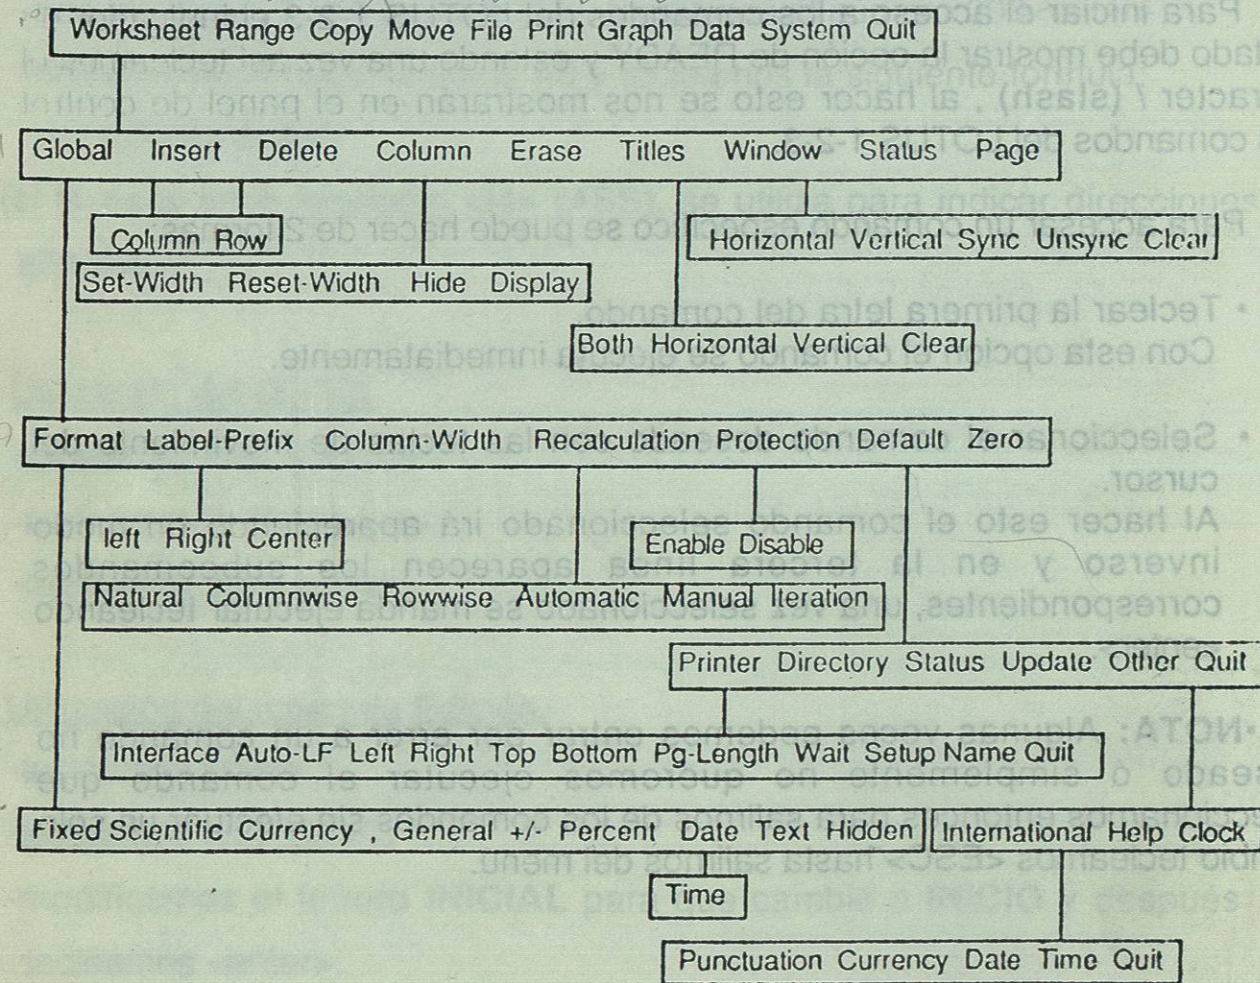 Worksheet Range Copy Move File Print Graph Data System Quit
Global Insert Delete Column Erase Titles Window Status Page
Column Row
Horizontal Vertical Sync Unsync Clear
Set-Width Reset-Width Hide Display
Both Horizontal Vertical Clear
Format Label-Prefix Column-Width Recalculation Protection Default Zero
left Right Center
Enable Disable
Natural Columnwise Rowwise Automatic Manual Iteration
Printer Directory Status Update Other Quit
Interface Auto-LF Left Right Top Bottom Pg-Length Wait Setup Name Quit
Fixed Scientific Currency , General +/- Percent Date Text Hidden
International Help Clock
Time
Punctuation Currency Date Time Quit